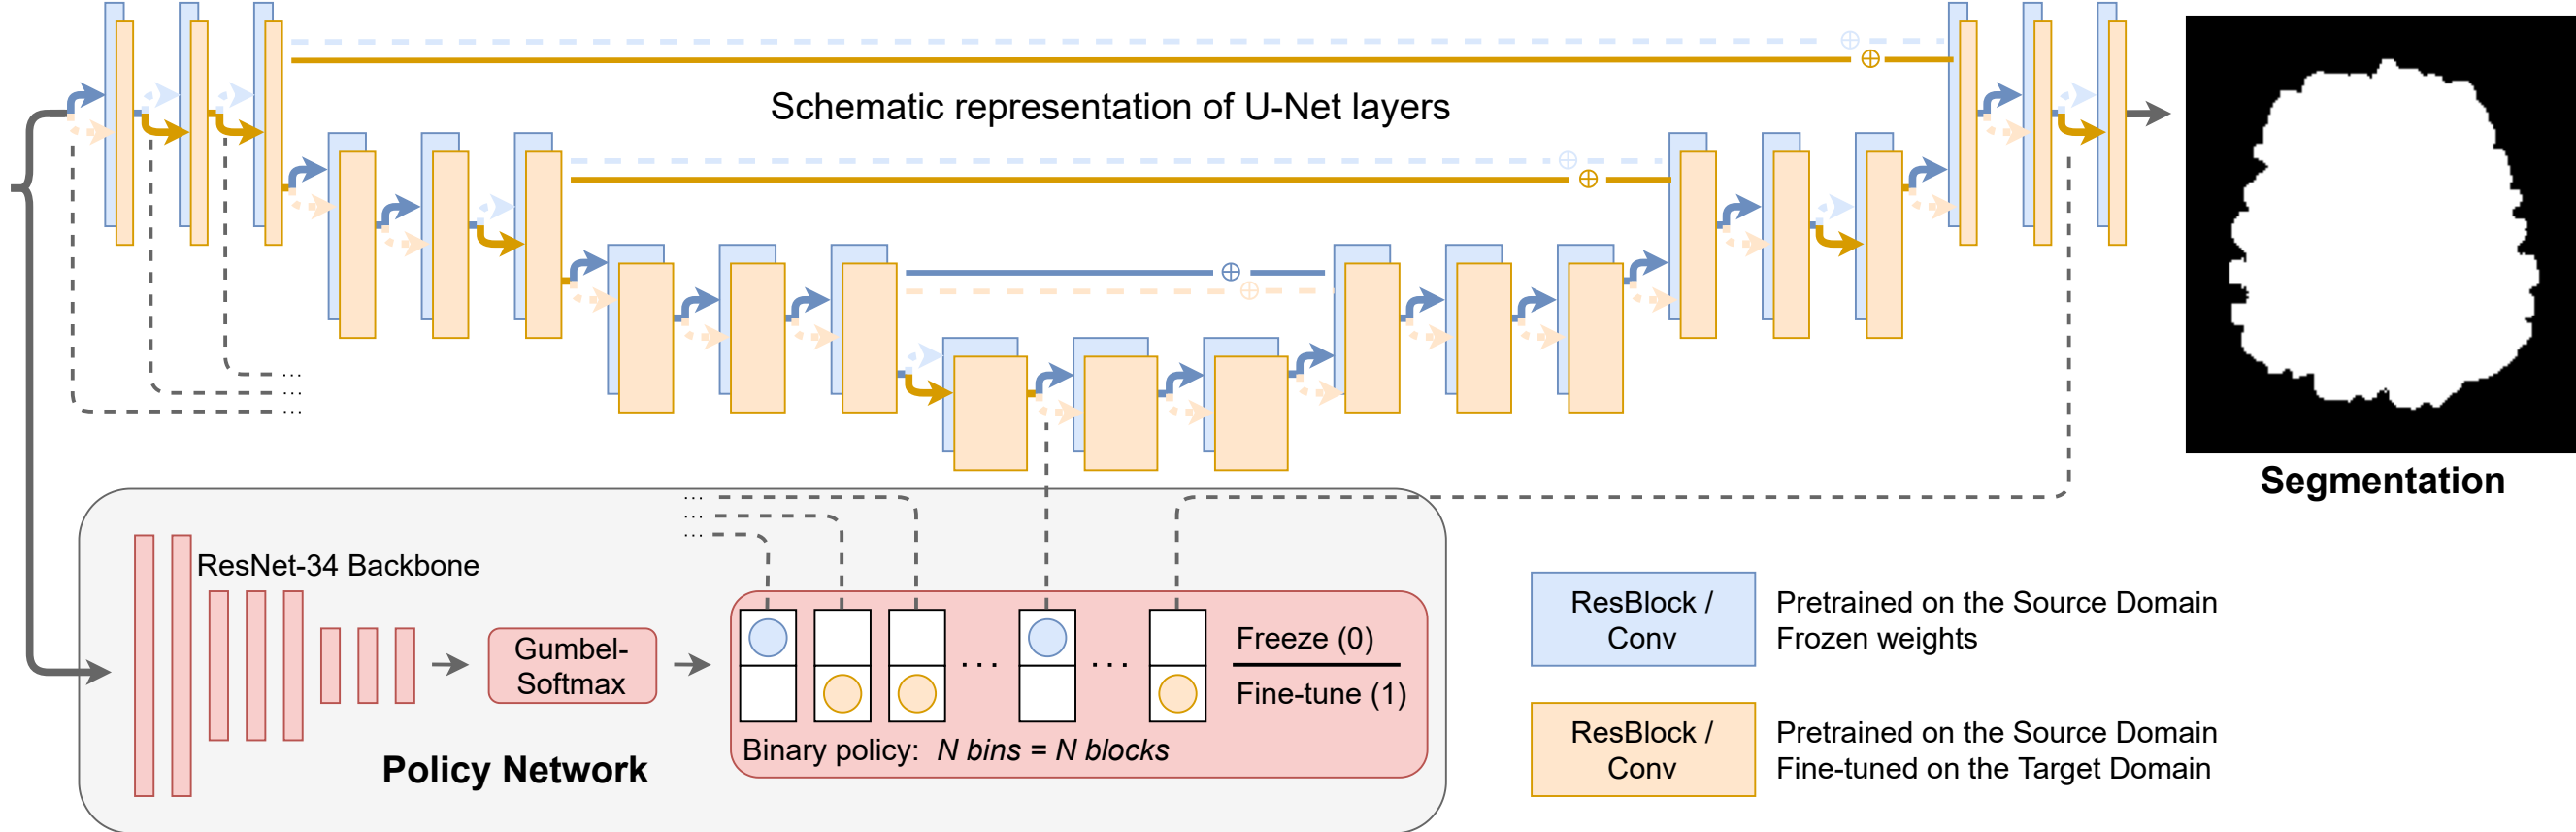 Schematic representation of U-Net layers
...
...
...
Segmentation
...
...
...
ResNet-34 Backbone
Gumbel-
Softmax
... ...
Freeze (0)
Fine-tune (1)
Binary policy: N bins = N blocks
Policy Network
ResBlock /
Conv
Pretrained on the Source Domain
Frozen weights
ResBlock /
Conv
Pretrained on the Source Domain
Fine-tuned on the Target Domain